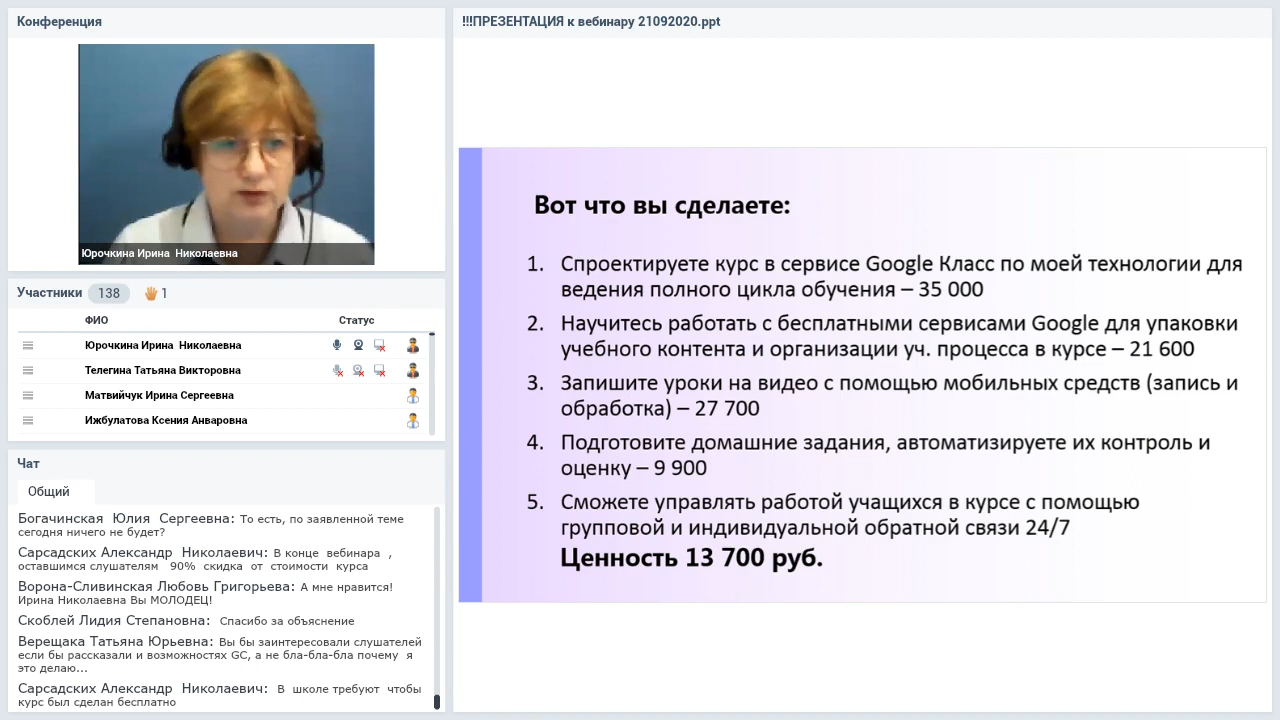 Конференция
Юрочкина Ирина Николаевна
Участники 138 1
ФИО Статус
Юрочкина Ирина Николаевна
Телегина Татьяна Викторовна
Матвийчук Ирина Сергеевна
Ижбулатова Ксения Анваровна
Чат
Общий
Богачинская Юлия Сергеевна: То есть, по заявленной теме
сегодня ничего не будет?
Сарсадских Александр Николаевич: В конце вебинара ,
оставшимся слушателям 90% скидка от стоимости курса
Ворона-Сливинская Любовь Григорьева: А мне нравится!
Ирина Николаевна Вы МОЛОДЕЦ!
Скоблей Лидия Степановна: Спасибо за объяснение
Верещака Татьяна Юрьевна: Вы бы заинтересовали слушателей
если бы рассказали и возможностях GC, а не бла-бла-бла почему я
это делаю...
Сарсадских Александр Николаевич: В школе требуют чтобы
курс был сделан бесплатно
!!!ПРЕЗЕНТАЦИЯ к вебинару 21092020.ppt
Вот что вы сделаете:
1. Спроектируете курс в сервисе Google Класс по моей технологии для
ведения полного цикла обучения – 35 000
2. Научитесь работать с бесплатными сервисами Google для упаковки
учебного контента и организации уч. процесса в курсе – 21 600
3. Запишите уроки на видео с помощью мобильных средств (запись и
обработка) – 27 700
4. Подготовите домашние задания, автоматизируете их контроль и
оценку – 9 900
5. Сможете управлять работой учащихся в курсе с помощью
групповой и индивидуальной обратной связи 24/7
Ценность 13 700 руб.